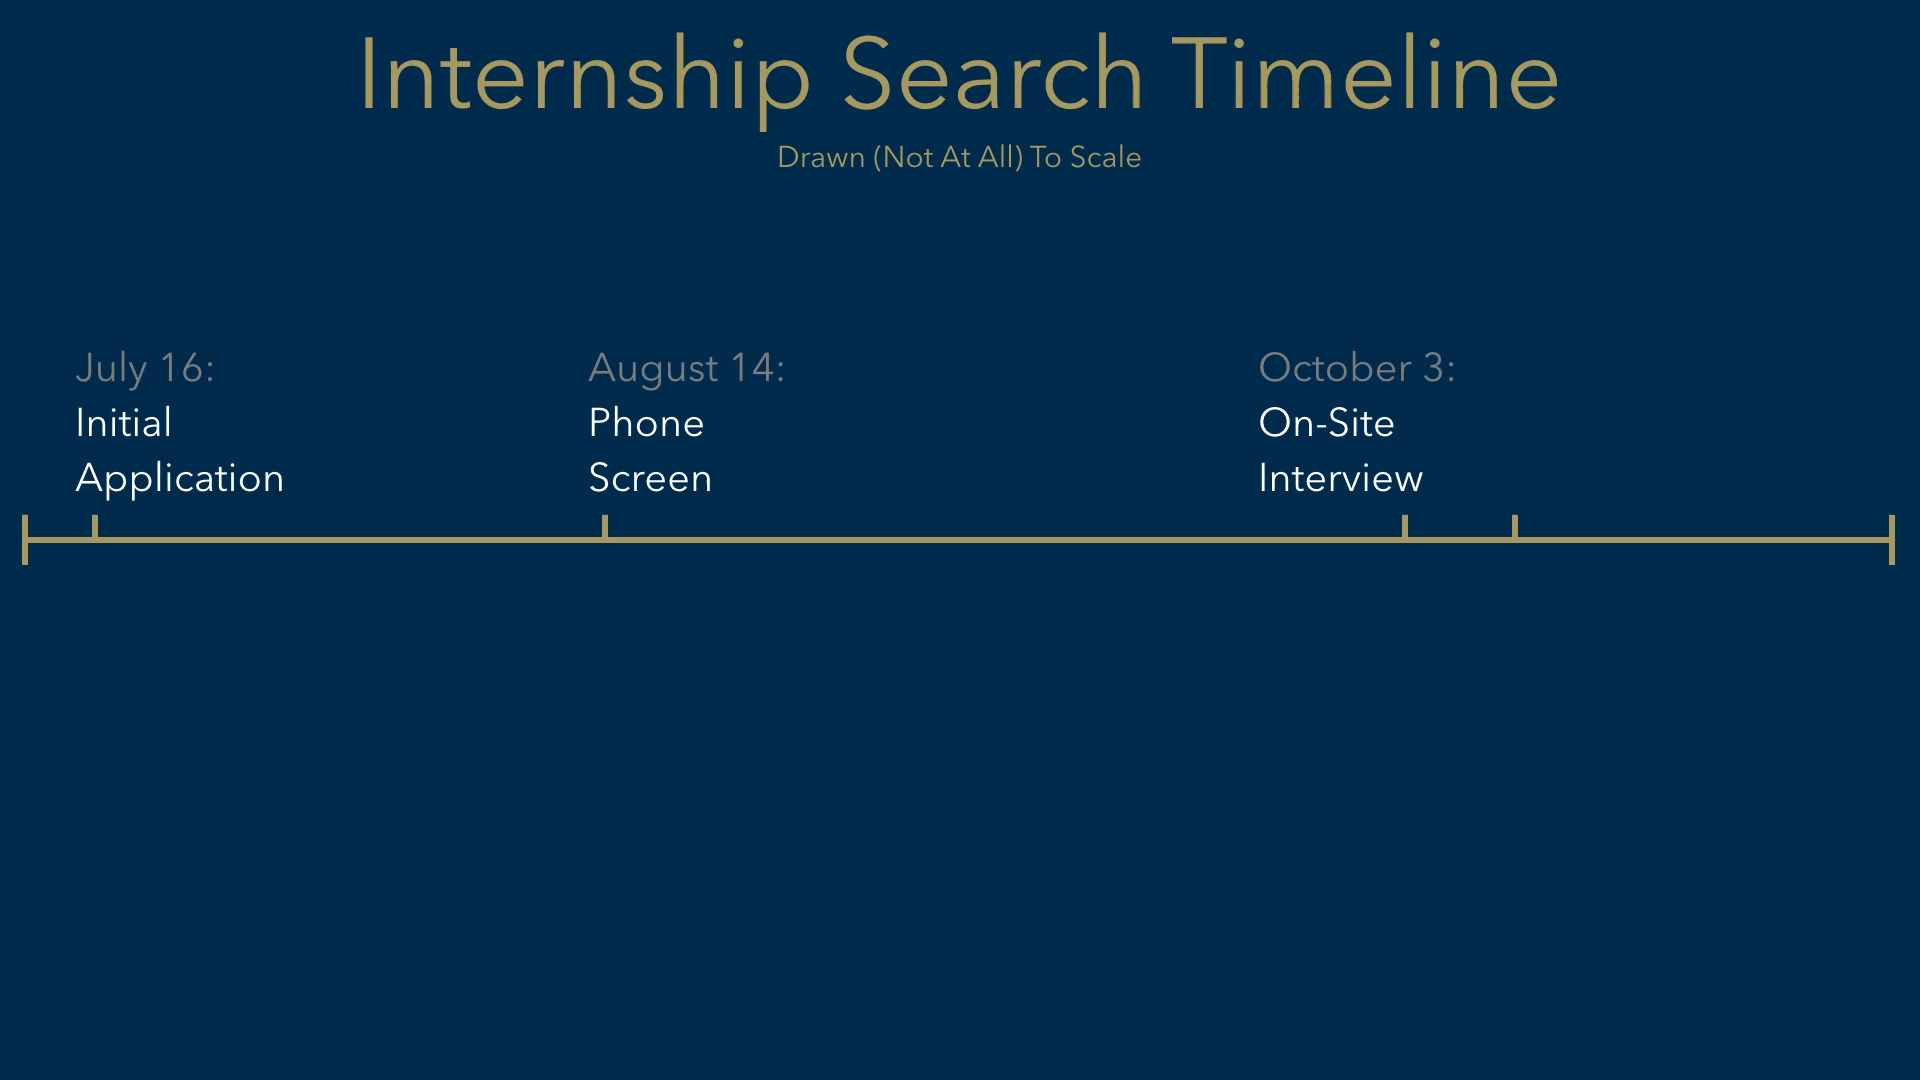 Internship Search Timeline
Drawn (Not At All) To Scale
July 16:
Initial
Application
August 14:
Phone
Screen
October 3:
On-Site
Interview